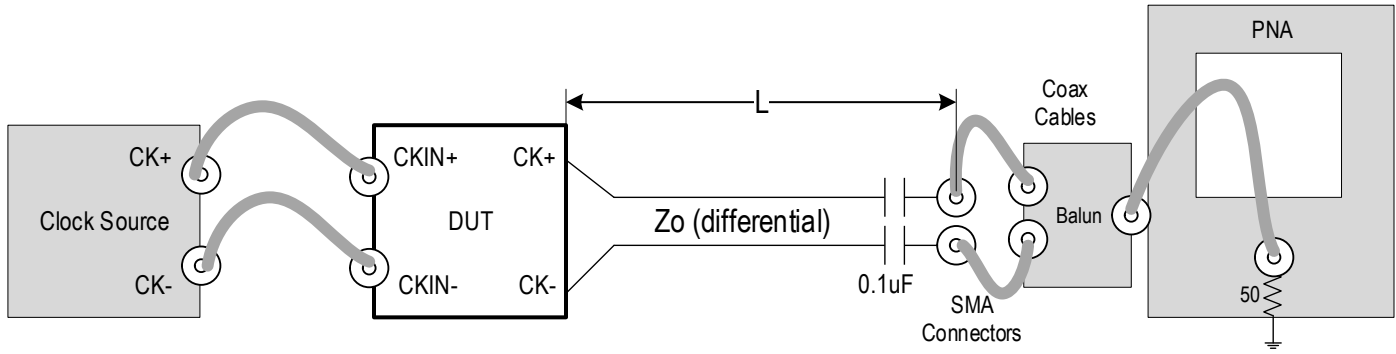 PNA
L
Coax
Cables
CK+
CKIN+
CK+
Clock Source
DUT
Zo (differential)
Balun
CK-
CKIN-
CK-
0.1uF
SMA
Connectors
50